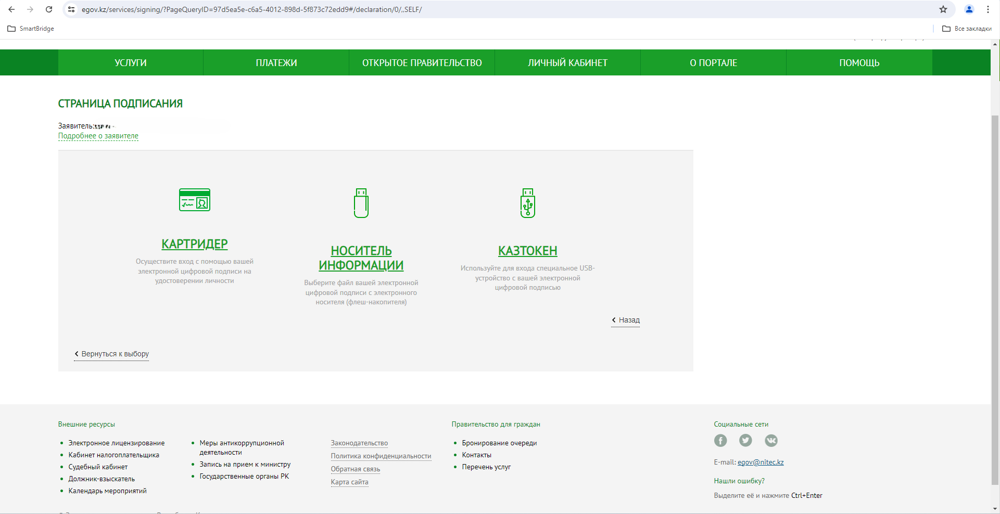 egov.kz/services/signing/?PageQueryID=97d5ea5e-c6a5-4012-898d-5f873c72edd9#/declaration/0/,,SELF/
SmartBridge
Все закладки
УСЛУГИ
ПЛАТЕЖИ
ОТКРЫТОЕ ПРАВИТЕЛЬСТВО
ЛИЧНЫЙ КАБИНЕТ
О ПОРТАЛЕ
ПОМОЩЬ
СТРАНИЦА ПОДПИСАНИЯ
Заявитель:
Подробнее о заявителе
КАРТРИДЕР
Осуществите вход с помощью вашей
электронной цифровой подписи на
удостоверении личности
НОСИТЕЛЬ
ИНФОРМАЦИИ
Выберите файл вашей электронной
цифровой подписи с электронного
носителя (флеш-накопителя)
КАЗТОКЕН
Используйте для входа специальное USB-
устройство с вашей электронной
цифровой подписью
Назад
Вернуться к выбору
Внешние ресурсы
Электронное лицензирование
Кабинет налогоплательщика
Судебный кабинет
Должник-взыскатель
Календарь мероприятий
Меры антикоррупционной
деятельности
Запись на прием к министру
Государственные органы РК
Законодательство
Политика конфиденциальности
Обратная связь
Карта сайта
Правительство для граждан
Бронирование очереди
Контакты
Перечень услуг
Социальные сети
E-mail: egov@nitec.kz
Нашли ошибку?
Выделите её и нажмите Ctrl+Enter